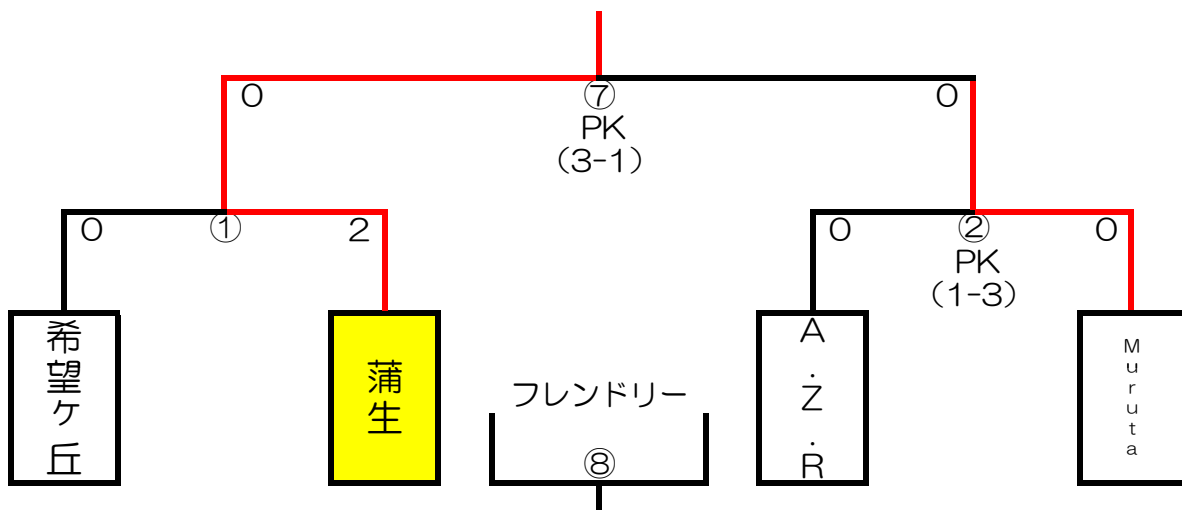 0 ⑦ 0
PK
(3-1)
0 ① 2
0 ② 0
PK
(1-3)
希望ヶ丘
蒲生
フレンドリー
⑧
A.Z.R
Muruta